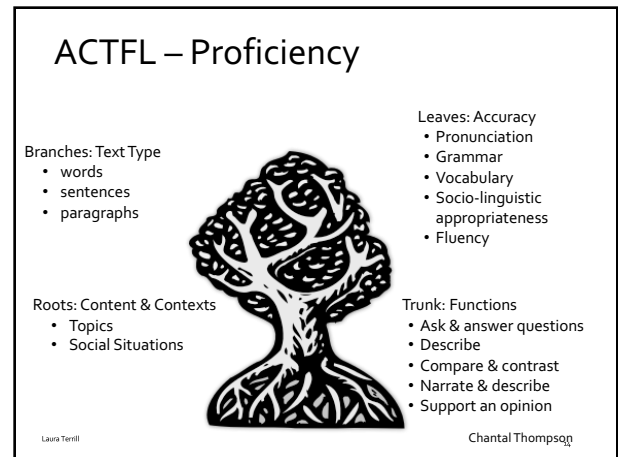 ACTFL – Proficiency
Branches: Text Type
• words
• sentences
• paragraphs
Leaves: Accuracy
• Pronunciation
• Grammar
• Vocabulary
• Socio-linguistic
appropriateness
• Fluency
Roots: Content & Contexts
• Topics
• Social Situations
Trunk: Functions
• Ask & answer questions
• Describe
• Compare & contrast
• Narrate & describe
• Support an opinion
Laura Terrill
Chantal Thompson
14